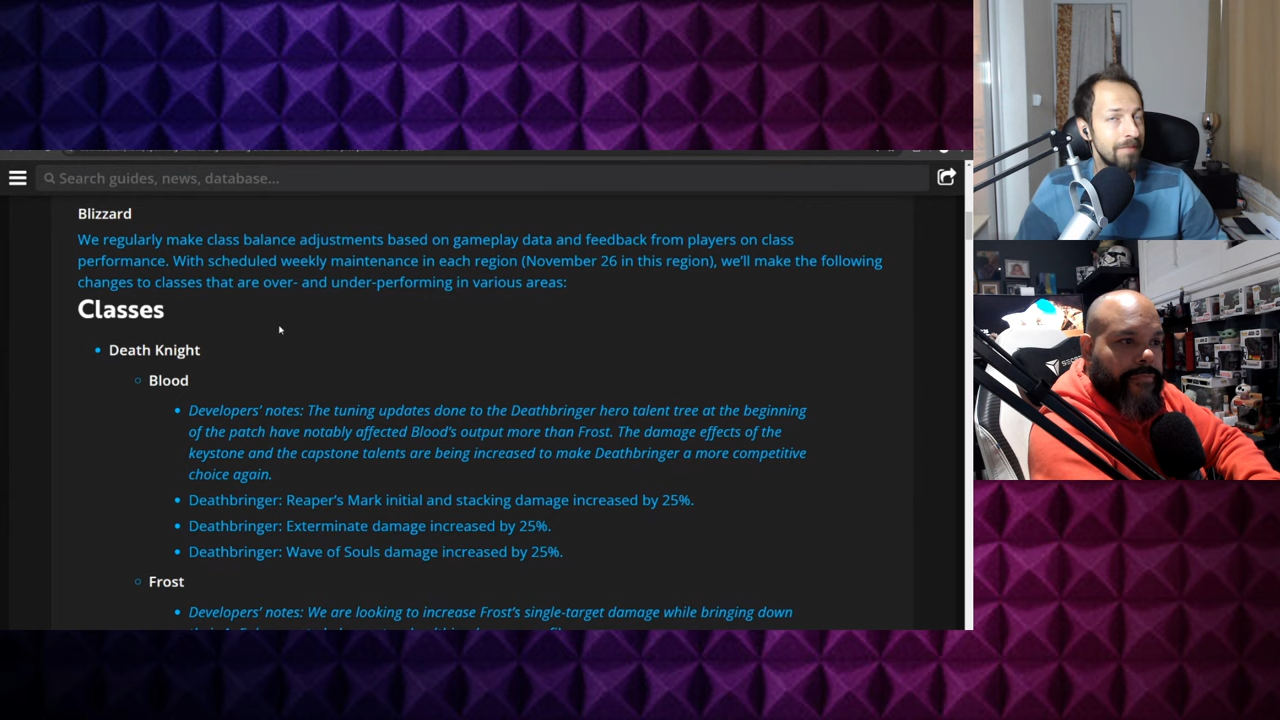 Search guides, news, database...
Blizzard
We regularly make class balance adjustments based on gameplay data and feedback from players on class
performance. With scheduled weekly maintenance in each region (November 26 in this region), we'll make the following
changes to classes that are over- and under-performing in various areas:
Classes
Death Knight
Blood
Developers' notes: The tuning updates done to the Deathbringer hero talent tree at the beginning
of the patch have notably affected Blood's output more than Frost. The damage effects of the
keystone and the capstone talents are being increased to make Deathbringer a more competitive
choice again.
Deathbringer: Reaper's Mark initial and stacking damage increased by 25%.
Deathbringer: Exterminate damage increased by 25%.
Deathbringer: Wave of Souls damage increased by 25%.
Frost
Developers' notes: We are looking to increase Frost's single-target damage while bringing down